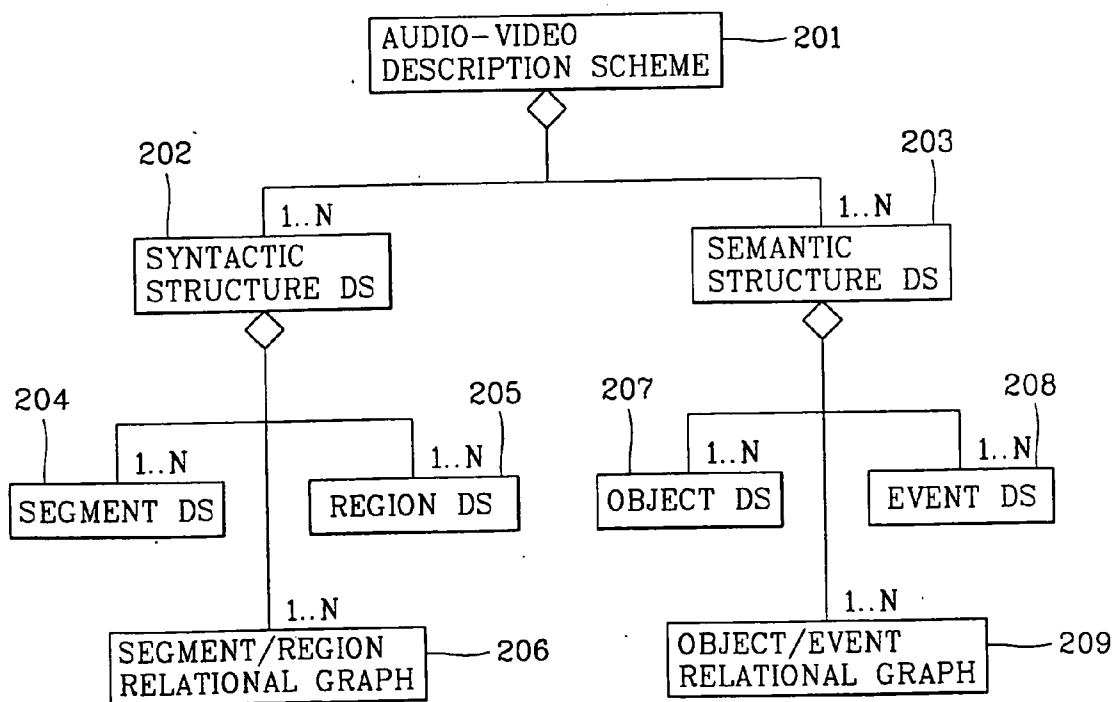 AUDIO-VIDEO
DESCRIPTION SCHEME
201
202
203
1..N
1..N
SYNTACTIC
STRUCTURE DS
SEMANTIC
STRUCTURE DS
204
205
207
208
1..N
1..N
1..N
1..N
SEGMENT DS
REGION DS
OBJECT DS
EVENT DS
1..N
1..N
SEGMENT/REGION
RELATIONAL GRAPH
206
OBJECT/EVENT
RELATIONAL GRAPH
209